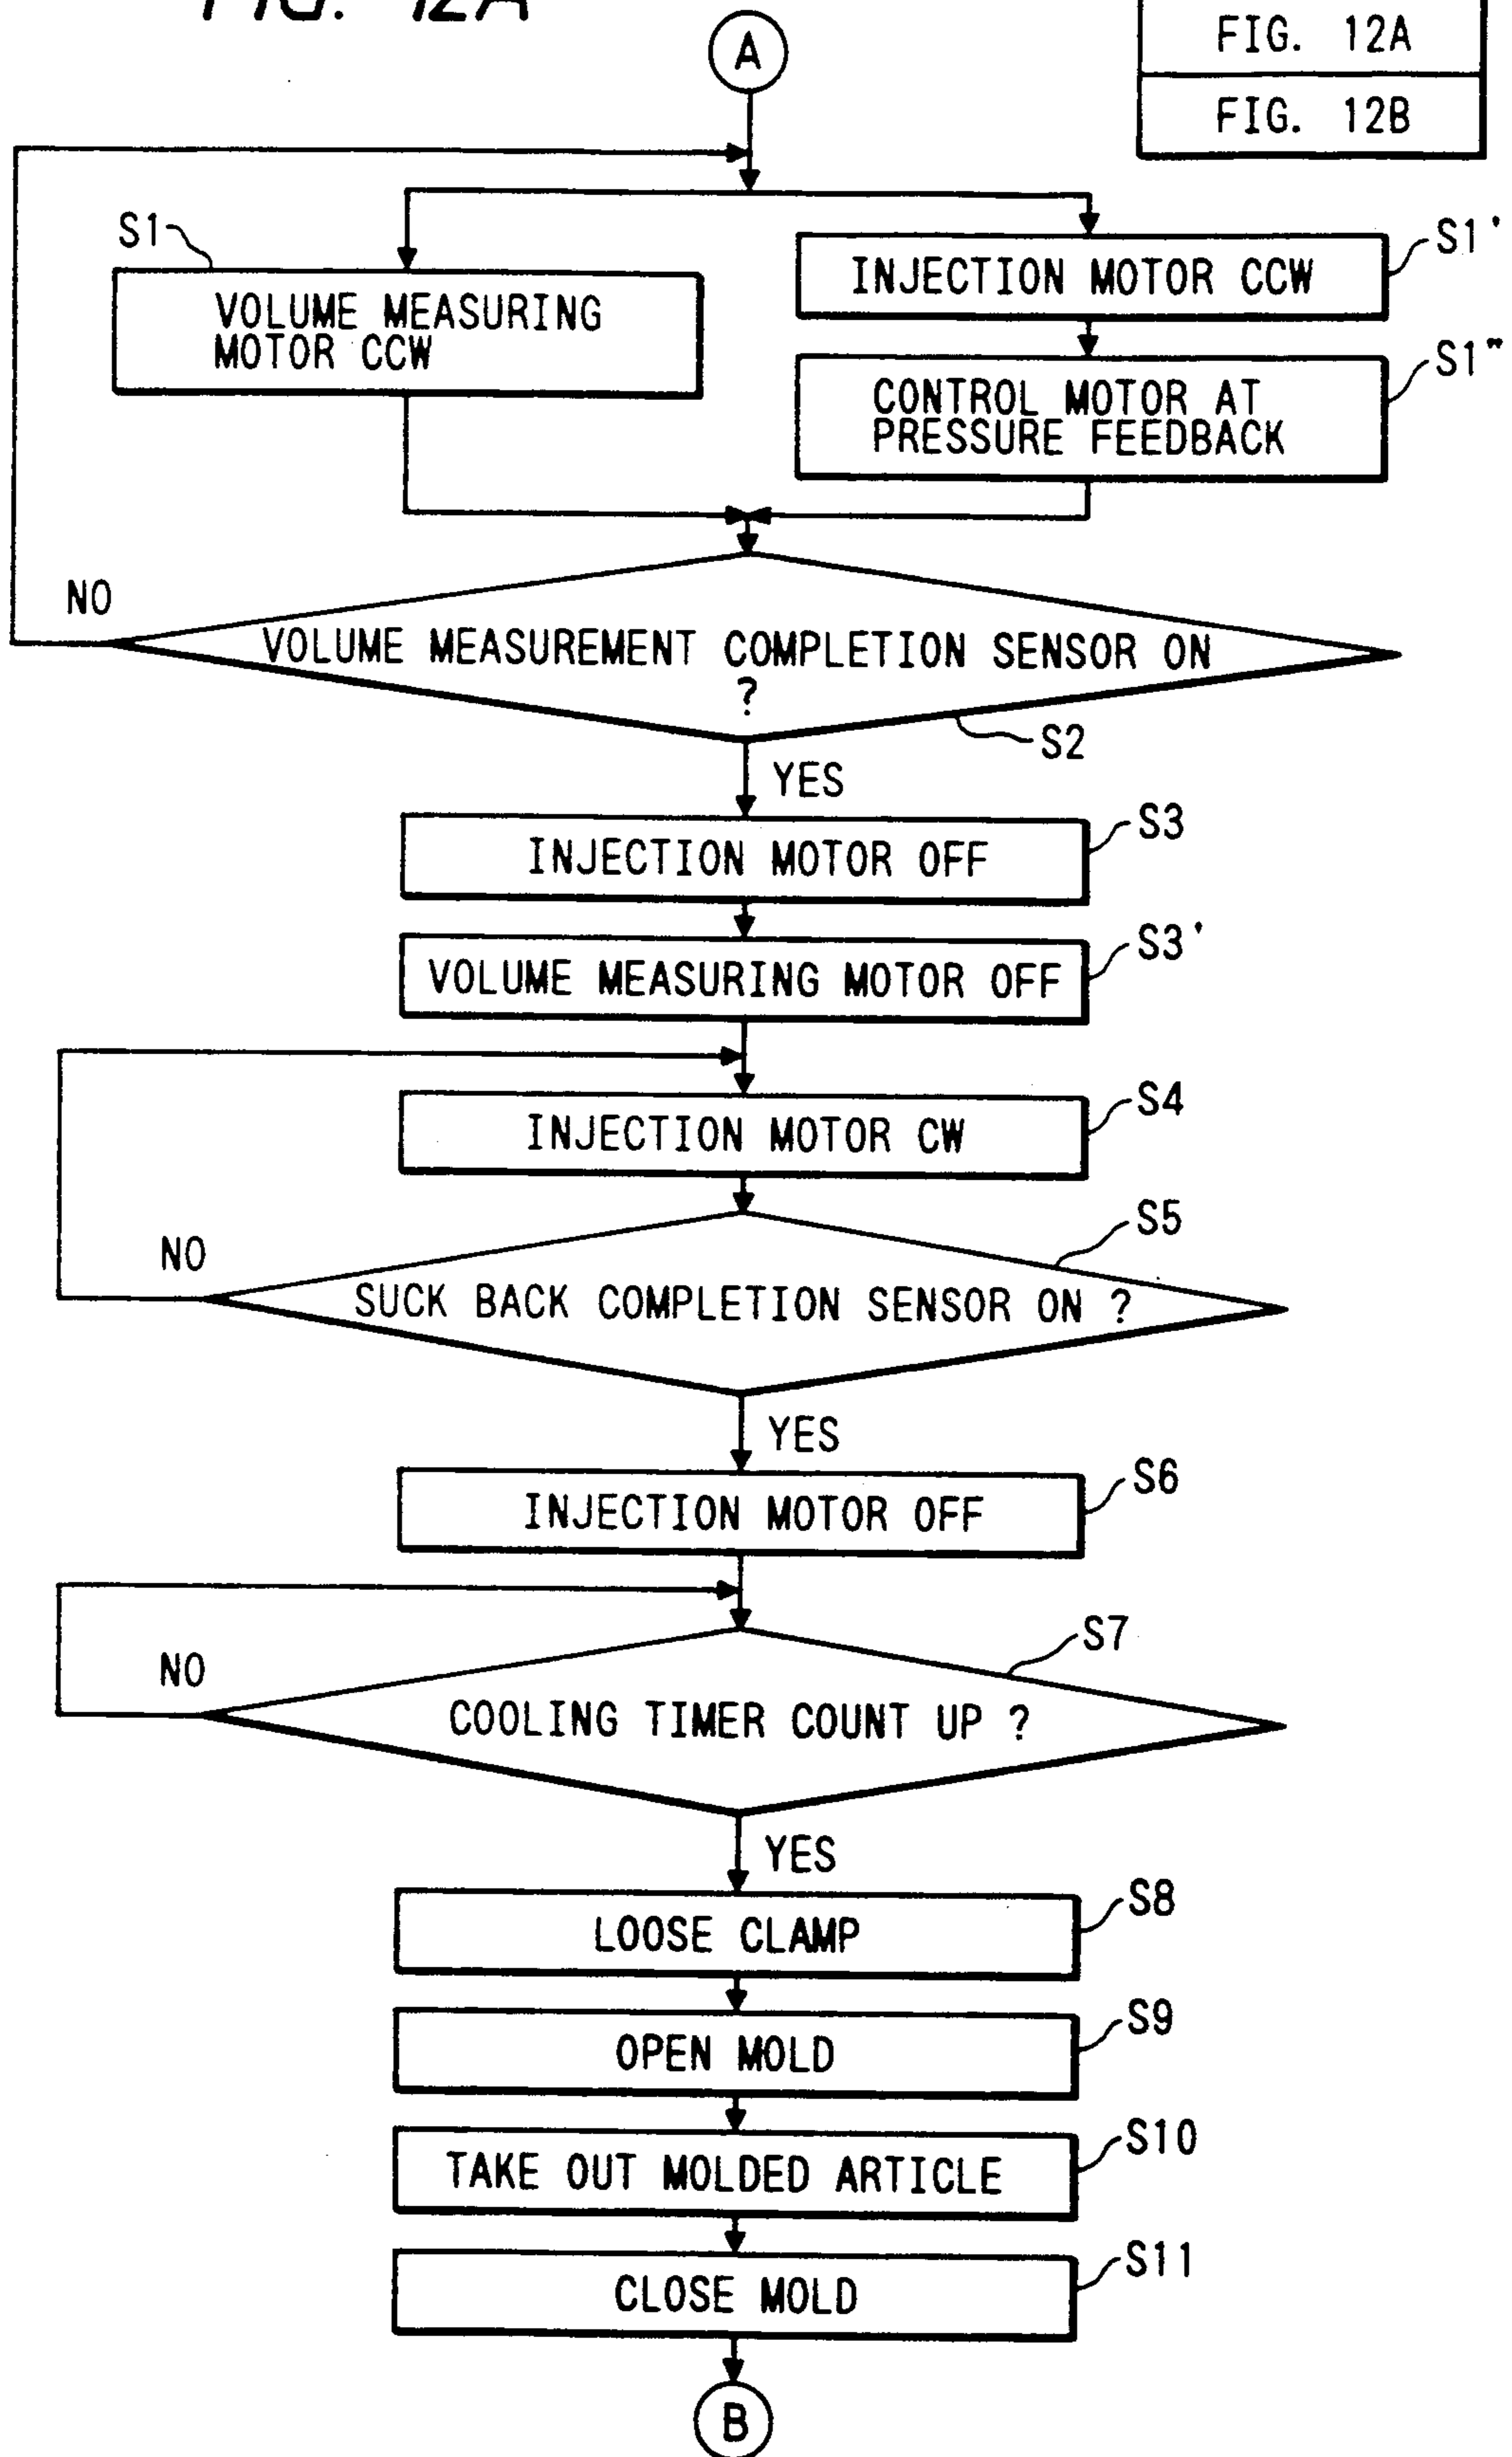 FIG. 12A
FIG. 12A
FIG. 12B
A
S1
VOLUME MEASURING
MOTOR CCW
S1'
INJECTION MOTOR CCW
S1"
CONTROL MOTOR AT
PRESSURE FEEDBACK
NO
VOLUME MEASUREMENT COMPLETION SENSOR ON
?
S2
YES
S3
INJECTION MOTOR OFF
S3'
VOLUME MEASURING MOTOR OFF
S4
INJECTION MOTOR CW
S5
NO
SUCK BACK COMPLETION SENSOR ON ?
YES
S6
INJECTION MOTOR OFF
S7
NO
COOLING TIMER COUNT UP ?
YES
S8
LOOSE CLAMP
S9
OPEN MOLD
S10
TAKE OUT MOLDED ARTICLE
S11
CLOSE MOLD
B